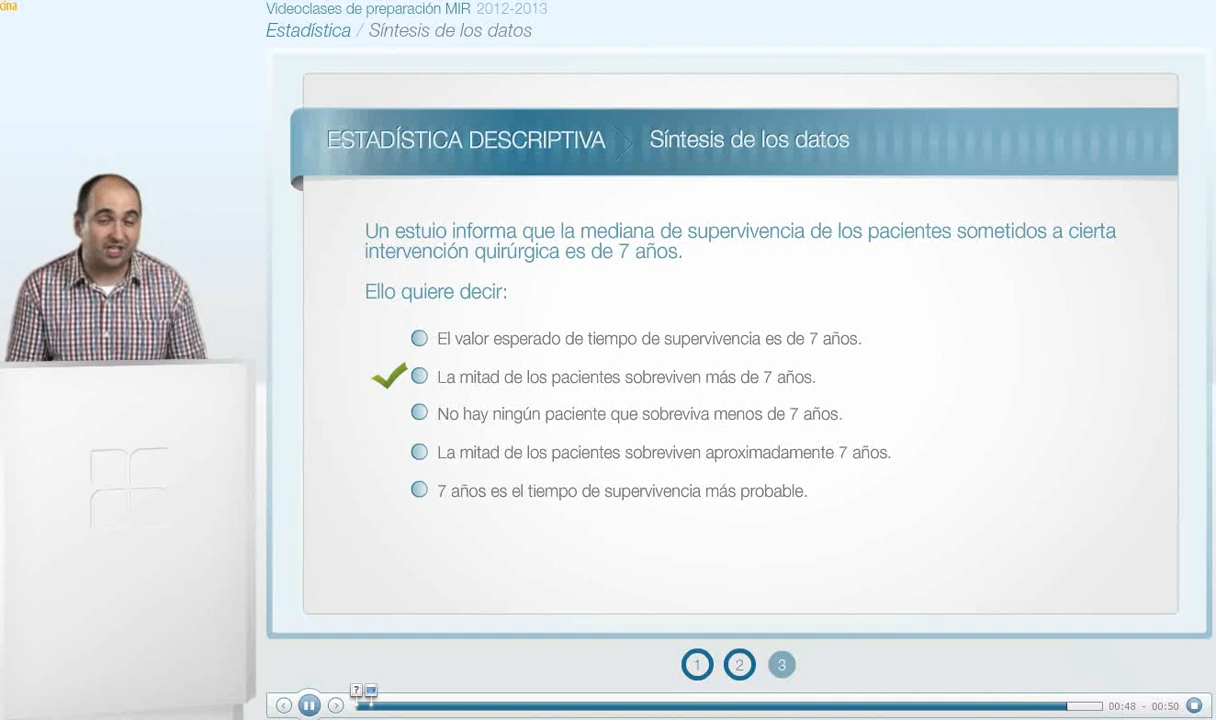 cina
Videoclases de preparación MIR 2012-2013
Estadística / Síntesis de los datos
ESTADÍSTICA DESCRIPTIVA Síntesis de los datos
Un estuio informa que la mediana de supervivencia de los pacientes sometidos a cierta
intervención quirúrgica es de 7 años.
Ello quiere decir:
El valor esperado de tiempo de supervivencia es de 7 años.
La mitad de los pacientes sobreviven más de 7 años.
No hay ningún paciente que sobreviva menos de 7 años.
La mitad de los pacientes sobreviven aproximadamente 7 años.
7 años es el tiempo de supervivencia más probable.
1 2 3
?
00:48 - 00:50